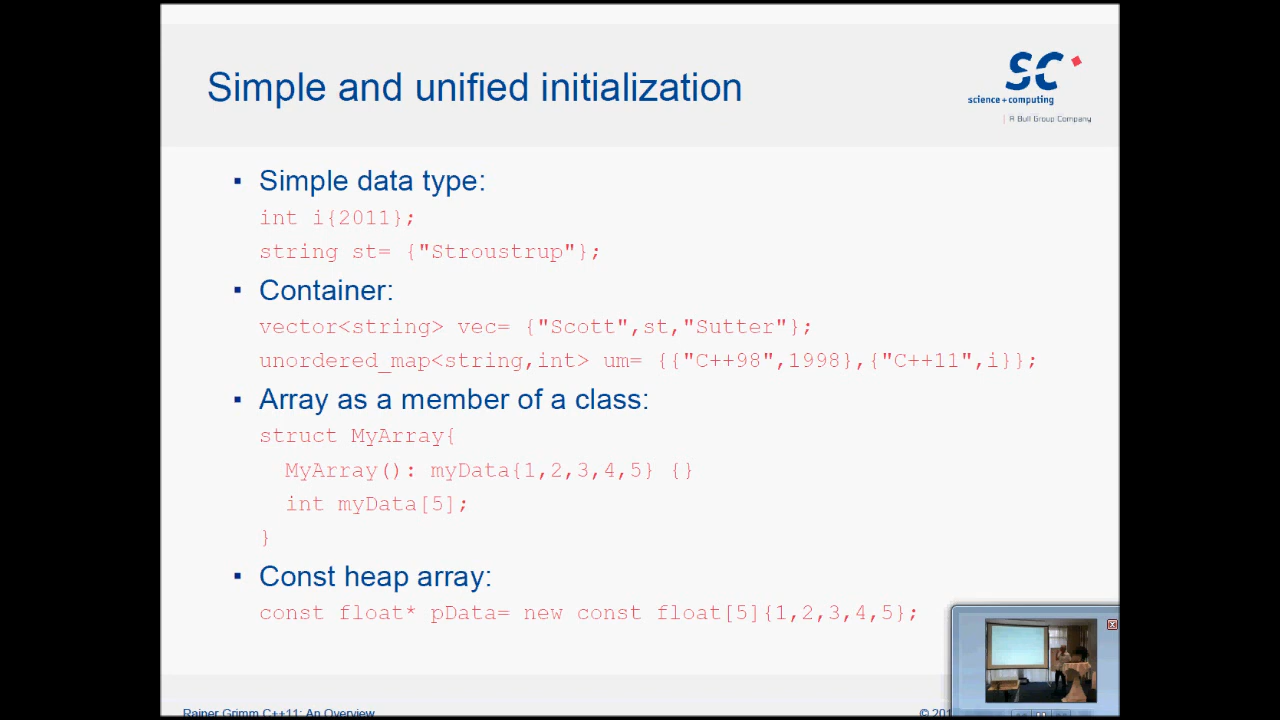 Simple and unified initialization
SC
science + computing
A Bull Group Company
▪ Simple data type:
int i{2011};
string st= {"Stroustrup"};
▪ Container:
vector<string> vec= {"Scott",st,"Sutter"};
unordered_map<string,int> um= {{"C++98",1998},{"C++11",i}};
▪ Array as a member of a class:
struct MyArray{
MyArray(): myData{1,2,3,4,5} {}
int myData[5];
}
▪ Const heap array:
const float* pData= new const float[5]{1,2,3,4,5};
Rainer Grimm C++11: An Overview
©